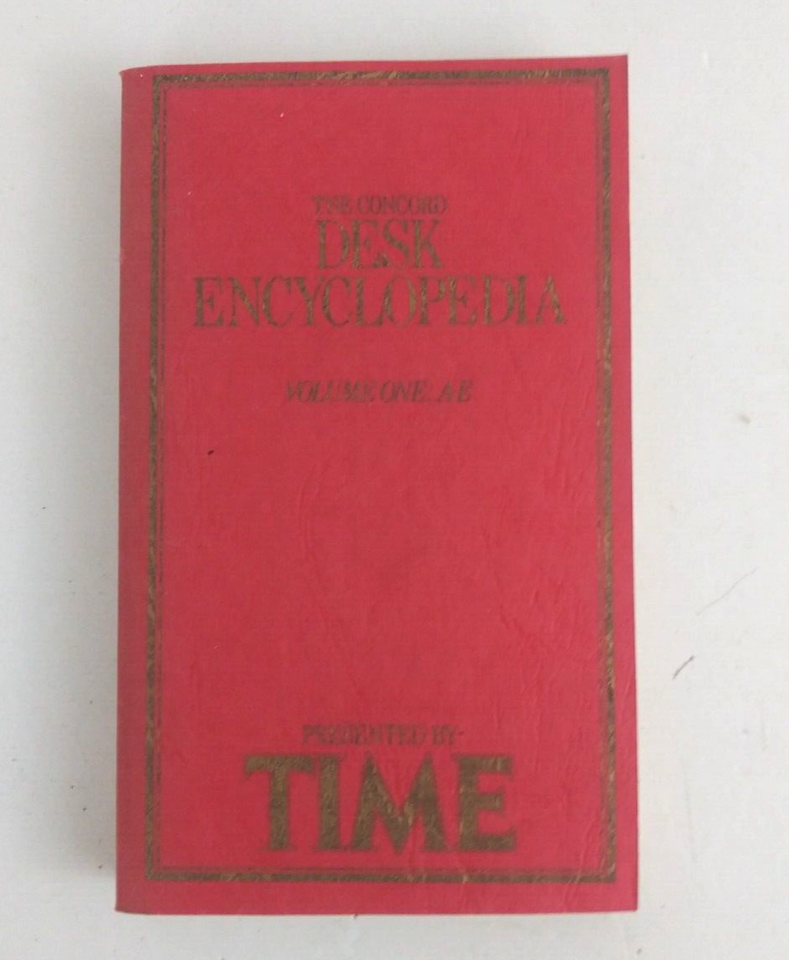 THE CONCORD
DESK
ENCYCLOPEDIA
VOLUME ONE: A-E
PRESENTED BY
TIME